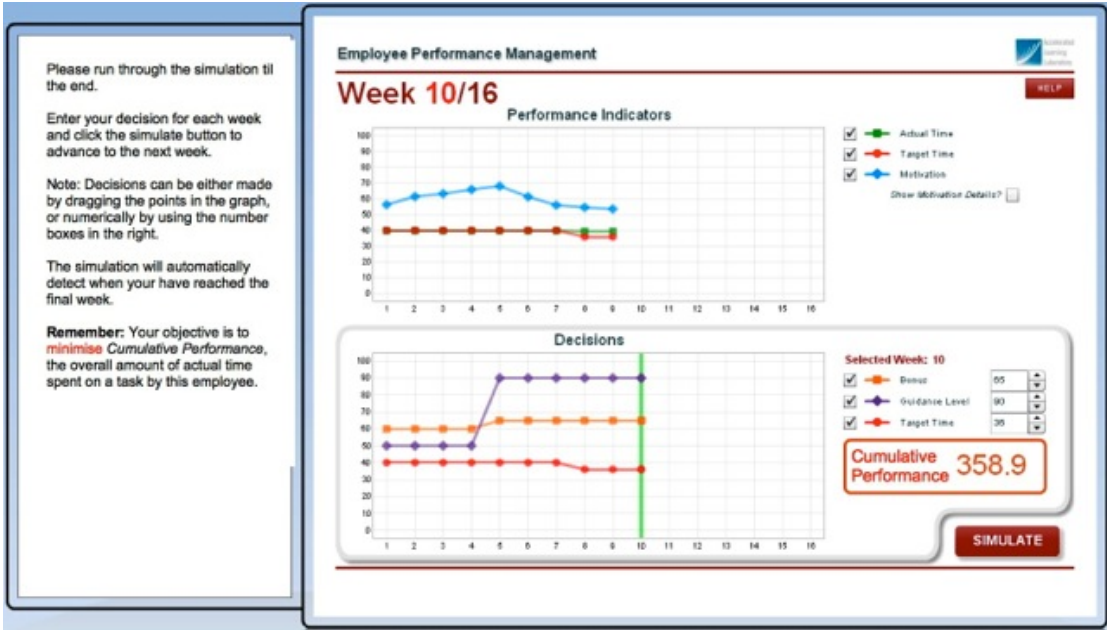 Please run through the simulation til
the end.
Enter your decision for each week
and click the simulate button to
advance to the next week.
Note: Decisions can be either made
by dragging the points in the graph,
or numerically by using the number
boxes in the right.
The simulation will automatically
detect when your have reached the
final week.
Remember: Your objective is to
minimise Cumulative Performance,
the overall amount of actual time
spent on a task by this employee.
Employee Performance Management
HELP
Week 10/16
Performance Indicators
100
90
80
70
60
50
40
30
20
10
0
1 2 3 4 5 6 7 8 9 10 11 12 13 14 15 16
Actual Time
Target Time
Motivation
Show Motivation Details?
Decisions
100
90
80
70
60
50
40
30
20
10
0
1 2 3 4 5 6 7 8 9 10 11 12 13 14 15 16
Selected Week: 10
Bonus 65
Guidance Level 90
Target Time 36
Cumulative
Performance 358.9
SIMULATE